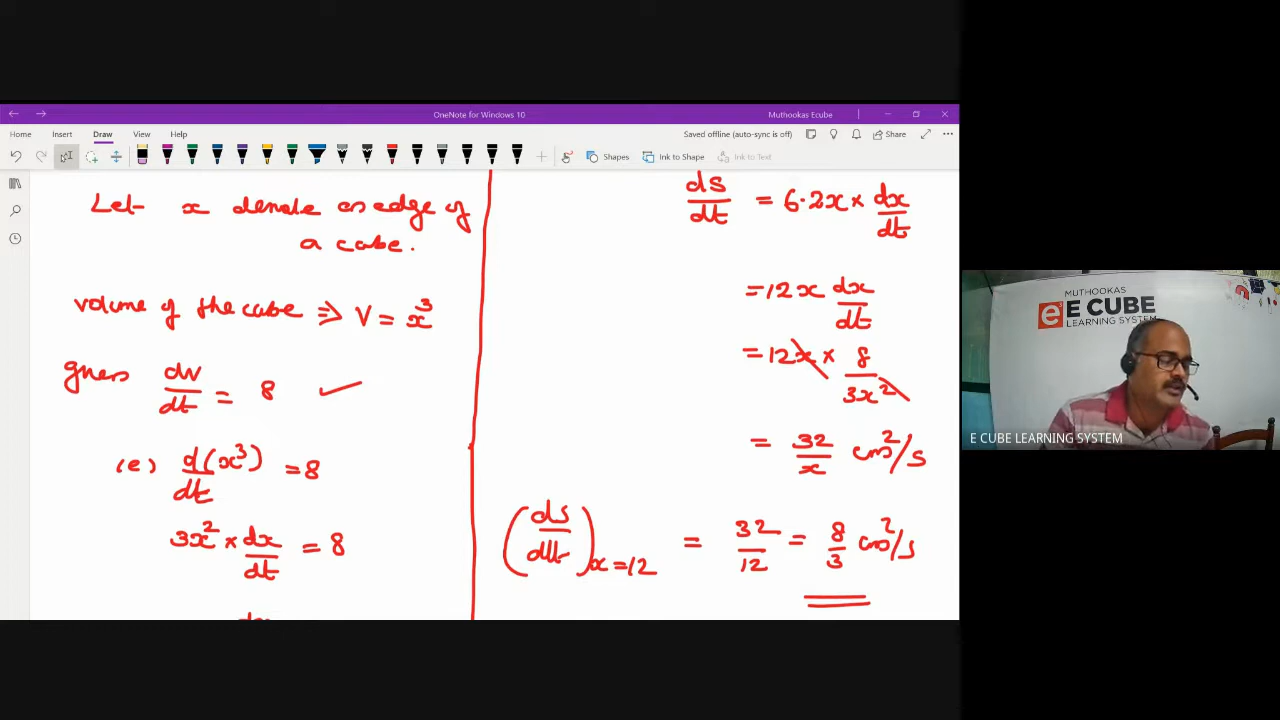 OneNote for Windows 10
Muthookas Ecube
Home Insert Draw View Help
Saved offline (auto-sync is off)
Share
Shapes
Ink to Shape
Ink to Text
Let x denote as edge of
a cube.
volume of the cube ⇒ V = x³
dv/dt = 8 ✓
(e) d(x³)/dt = 8
3x² × dx/dt = 8
dx
ds/dt = 6·2x × dx/dt
= 12x dx/dt
= 12x × 8/3x²
= 32/x cm²/s
(ds/dt) x=12 = 32/12 = 8/3 cm²/s
MUTHOOKAS
e E CUBE
LEARNING SYSTEM
E CUBE LEARNING SYSTEM